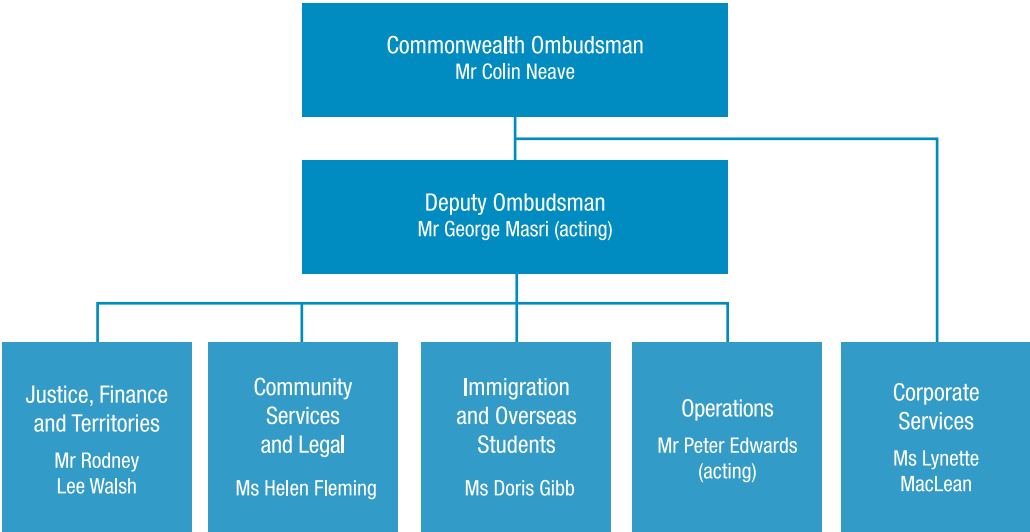 Commonwealth Ombudsman
Mr Colin Neave
Deputy Ombudsman
Mr George Masri (acting)
Justice, Finance
and Territories
Mr Rodney
Lee Walsh
Community
Services
and Legal
Ms Helen Fleming
Immigration
and Overseas
Students
Ms Doris Gibb
Operations
Mr Peter Edwards
(acting)
Corporate
Services
Ms Lynette
MacLean